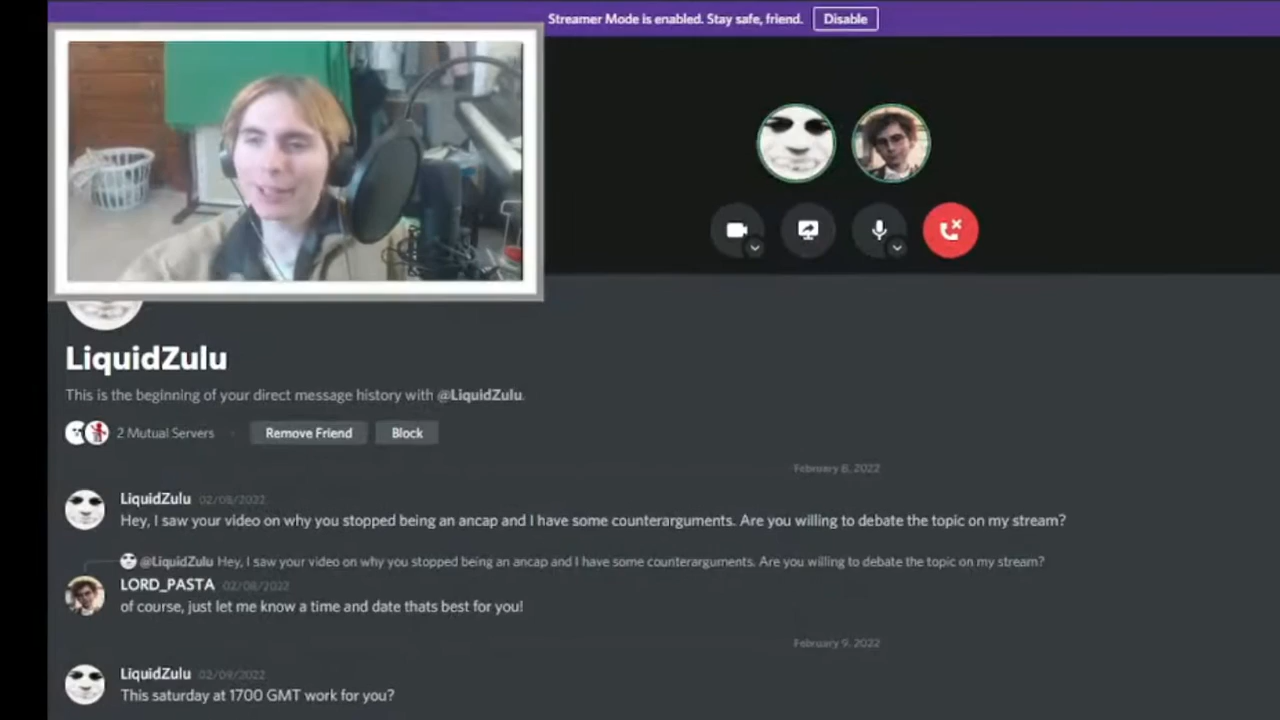 Streamer Mode is enabled. Stay safe, friend. Disable
LiquidZulu
This is the beginning of your direct message history with @LiquidZulu.
2 Mutual Servers Remove Friend Block
February 8, 2022
LiquidZulu 02/08/2022
Hey, I saw your video on why you stopped being an ancap and I have some counterarguments. Are you willing to debate the topic on my stream?
@LiquidZulu Hey, I saw your video on why you stopped being an ancap and I have some counterarguments. Are you willing to debate the topic on my stream?
LORD_PASTA 02/08/2022
of course, just let me know a time and date thats best for you!
February 9, 2022
LiquidZulu 02/09/2022
This saturday at 1700 GMT work for you?